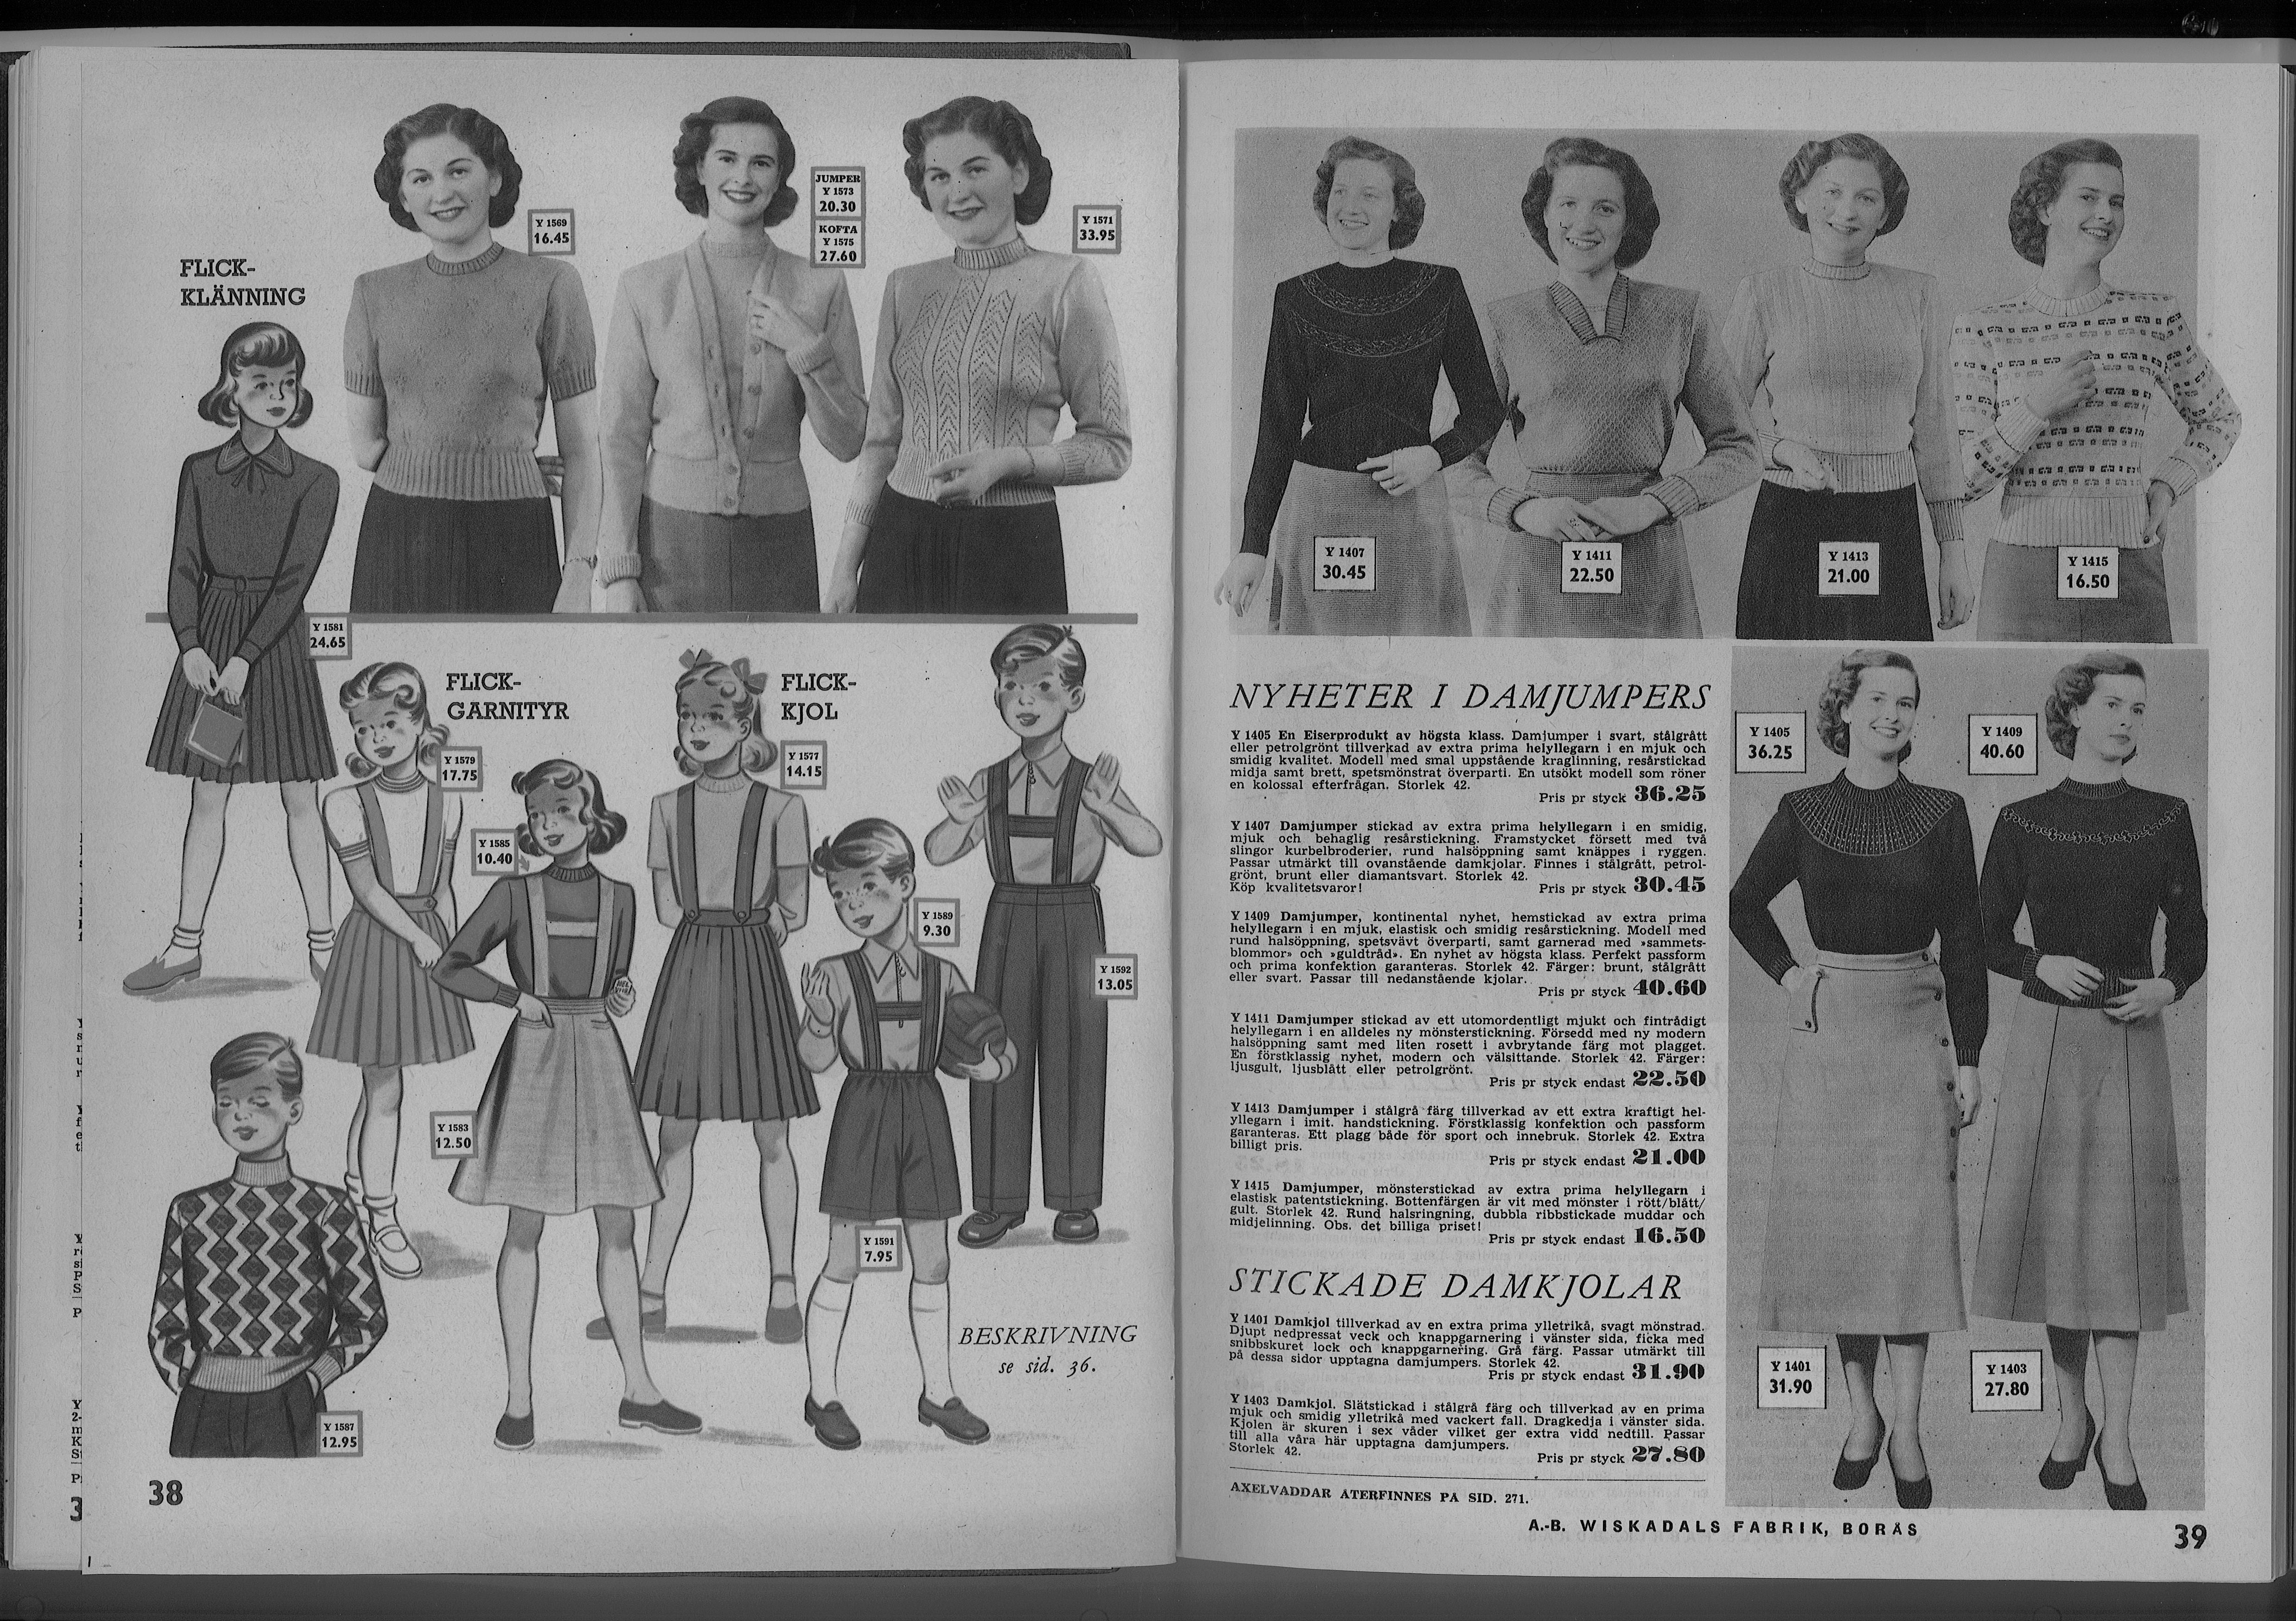 FLICK-
KLÄNNING
Y 1569
16.45
JUMPER
Y 1573
20.30
KOFTA
Y 1575
27.60
Y 1571
33.95
Y 1581
24.65
FLICK-
GARNITYR
Y 1579
17.75
FLICK-
KJOL
Y 1577
14.15
Y 1585
10.40
Y 1589
9.30
Y 1592
13.05
Y 1583
12.50
Y 1591
7.95
Y 1587
12.95
BESKRIVNING
se sid. 36.
38
Y 1407
30.45
Y 1411
22.50
Y 1413
21.00
Y 1415
16.50
NYHETER I DAMJUMPERS
Y 1405 En Eiserprodukt av högsta klass. Damjumper i svart, stålgrått
eller petrolgrönt tillverkad av extra prima helyllegarn i en mjuk och
smidig kvalitet. Modell med smal uppstående kraglinning, resårstickad
midja samt brett, spetsmönstrat överparti. En utsökt modell som röner
en kolossal efterfrågan. Storlek 42.
Pris pr styck 36.25
Y 1407 Damjumper stickad av extra prima helyllegarn i en smidig,
mjuk och behaglig resårstickning. Framstycket försett med två
slingor kurbelbroderier, rund halsöppning samt knäppes i ryggen.
Passar utmärkt till ovanstående damkjolar. Finnes i stålgrått, petrol-
grönt, brunt eller diamantsvart. Storlek 42.
Köp kvalitetsvaror! Pris pr styck 30.45
Y 1409 Damjumper, kontinental nyhet, hemstickad av extra prima
helyllegarn i en mjuk, elastisk och smidig resårstickning. Modell med
rund halsöppning, spetsvävt överparti, samt garnerad med »sammets-
blommor» och »guldtråd». En nyhet av högsta klass. Perfekt passform
och prima konfektion garanteras. Storlek 42. Färger: brunt, stålgrått
eller svart. Passar till nedanstående kjolar.
Pris pr styck 40.60
Y 1411 Damjumper stickad av ett utomordentligt mjukt och fintrådigt
helyllegarn i en alldeles ny mönsterstickning. Försedd med ny modern
halsöppning samt med liten rosett i avbrytande färg mot plagget.
En förstklassig nyhet, modern och välsittande. Storlek 42. Färger:
ljusgult, ljusblått eller petrolgrönt.
Pris pr styck endast 22.50
Y 1413 Damjumper i stålgrå färg tillverkad av ett extra kraftigt hel-
yllegarn i imit. handstickning. Förstklassig konfektion och passform
garanteras. Ett plagg både för sport och innebruk. Storlek 42. Extra
billigt pris.
Pris pr styck endast 21.00
Y 1415 Damjumper, mönsterstickad av extra prima helyllegarn i
elastisk patentstickning. Bottenfärgen är vit med mönster i rött/blått/
gult. Storlek 42. Rund halsringning, dubbla ribbstickade muddar och
midjelinning. Obs. det billiga priset!
Pris pr styck endast 16.50
STICKADE DAMKJOLAR
Y 1401 Damkjol tillverkad av en extra prima ylletrikå, svagt mönstrad.
Djupt nedpressat veck och knappgarnering i vänster sida, ficka med
snibbskuret lock och knappgarnering. Grå färg. Passar utmärkt till
på dessa sidor upptagna damjumpers. Storlek 42.
Pris pr styck endast 31.90
Y 1403 Damkjol. Slätstickad i stålgrå färg och tillverkad av en prima
mjuk och smidig ylletrikå med vackert fall. Dragkedja i vänster sida.
Kjolen är skuren i sex våder vilket ger extra vidd nedtill. Passar
till alla våra här upptagna damjumpers.
Storlek 42.
Pris pr styck 27.80
AXELVADDAR ATERFINNES PA SID. 271.
Y 1405
36.25
Y 1409
40.60
Y 1401
31.90
Y 1403
27.80
A.-B. WISKADALS FABRIK, BORÅS
39